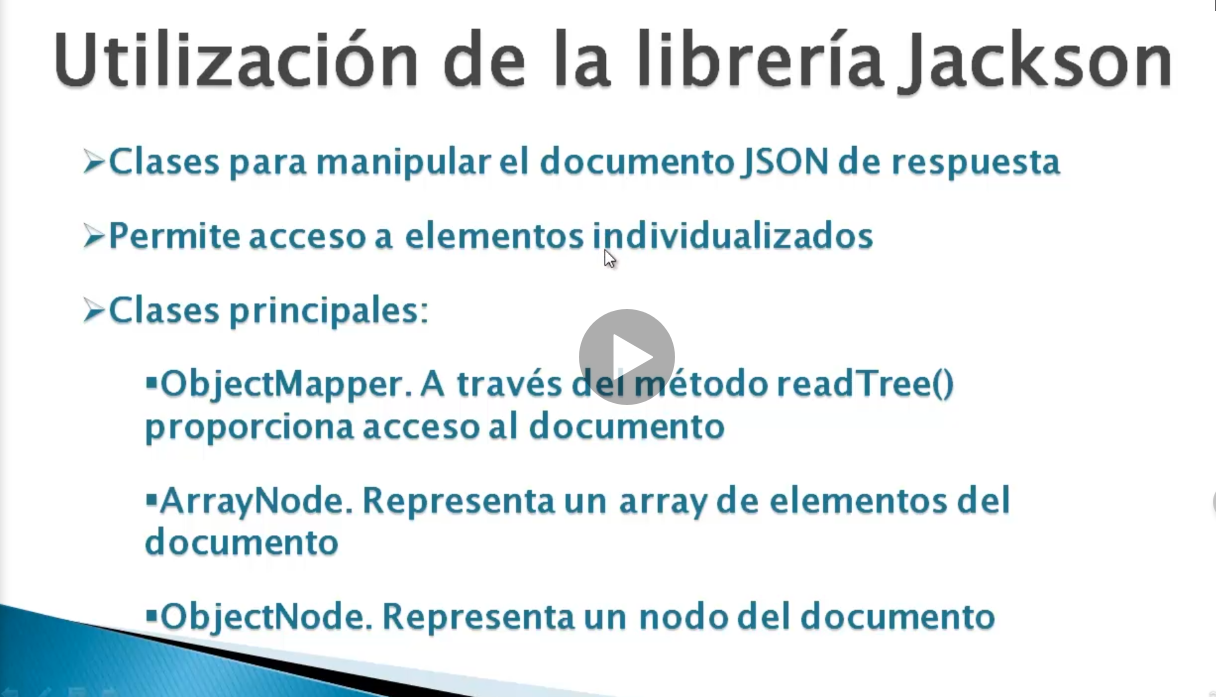 Utilización de la librería Jackson
➢Clases para manipular el documento JSON de respuesta
➢Permite acceso a elementos individualizados
➢Clases principales:
▪ObjectMapper. A través del método readTree()
proporciona acceso al documento
▪ArrayNode. Representa un array de elementos del
documento
▪ObjectNode. Representa un nodo del documento